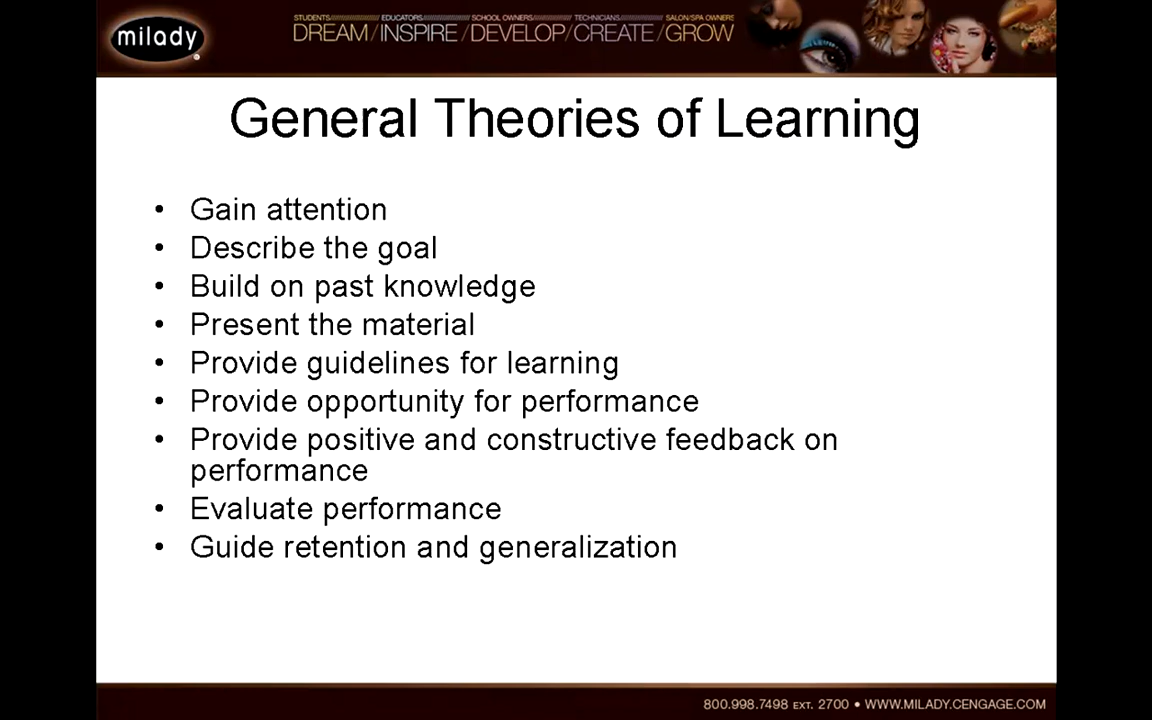 milady
STUDENTS///////////EDUCATORS///////////SCHOOL OWNERS///////////TECHNICIANS///////////SALON/SPA OWNERS
DREAM/INSPIRE/DEVELOP/CREATE/GROW
General Theories of Learning
• Gain attention
• Describe the goal
• Build on past knowledge
• Present the material
• Provide guidelines for learning
• Provide opportunity for performance
• Provide positive and constructive feedback on
performance
• Evaluate performance
• Guide retention and generalization
800.998.7498 EXT. 2700 • WWW.MILADY.CENGAGE.COM